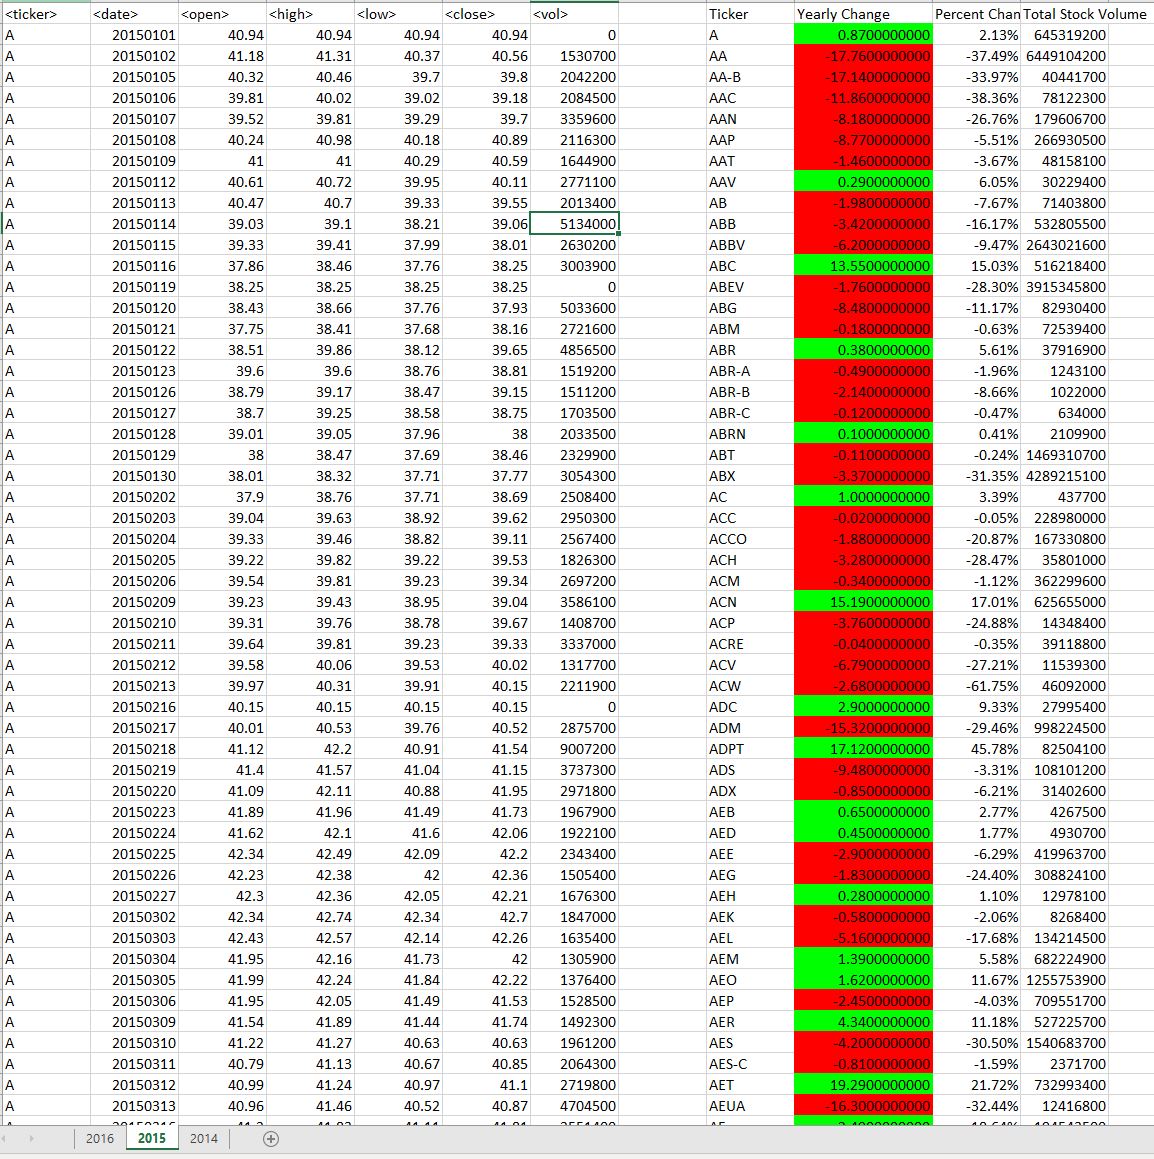 <ticker> <date> <open> <high> <low> <close> <vol> Ticker Yearly Change Percent Chan Total Stock Volume
A 20150101 40.94 40.94 40.94 40.94 0 A 0.8700000000 2.13% 645319200
A 20150102 41.18 41.31 40.37 40.56 1530700 AA -17.7600000000 -37.49% 6449104200
A 20150105 40.32 40.46 39.7 39.8 2042200 AA-B -17.1400000000 -33.97% 40441700
A 20150106 39.81 40.02 39.02 39.18 2084500 AAC -11.8600000000 -38.36% 78122300
A 20150107 39.52 39.81 39.29 39.7 3359600 AAN -8.1800000000 -26.76% 179606700
A 20150108 40.24 40.98 40.18 40.89 2116300 AAP -8.7700000000 -5.51% 266930500
A 20150109 41 41 40.29 40.59 1644900 AAT -1.4600000000 -3.67% 48158100
A 20150112 40.61 40.72 39.95 40.11 2771100 AAV 0.2900000000 6.05% 30229400
A 20150113 40.47 40.7 39.33 39.55 2013400 AB -1.9800000000 -7.67% 71403800
A 20150114 39.03 39.1 38.21 39.06 5134000 ABB -3.4200000000 -16.17% 532805500
A 20150115 39.33 39.41 37.99 38.01 2630200 ABBV -6.2000000000 -9.47% 2643021600
A 20150116 37.86 38.46 37.76 38.25 3003900 ABC 13.5500000000 15.03% 516218400
A 20150119 38.25 38.25 38.25 38.25 0 ABEV -1.7600000000 -28.30% 3915345800
A 20150120 38.43 38.66 37.76 37.93 5033600 ABG -8.4800000000 -11.17% 82930400
A 20150121 37.75 38.41 37.68 38.16 2721600 ABM -0.1800000000 -0.63% 72539400
A 20150122 38.51 39.86 38.12 39.65 4856500 ABR 0.3800000000 5.61% 37916900
A 20150123 39.6 39.6 38.76 38.81 1519200 ABR-A -0.4900000000 -1.96% 1243100
A 20150126 38.79 39.17 38.47 39.15 1511200 ABR-B -2.1400000000 -8.66% 1022000
A 20150127 38.7 39.25 38.58 38.75 1703500 ABR-C -0.1200000000 -0.47% 634000
A 20150128 39.01 39.05 37.96 38 2033500 ABRN 0.1000000000 0.41% 2109900
A 20150129 38 38.47 37.69 38.46 2329900 ABT -0.1100000000 -0.24% 1469310700
A 20150130 38.01 38.32 37.71 37.77 3054300 ABX -3.3700000000 -31.35% 4289215100
A 20150202 37.9 38.76 37.71 38.69 2508400 AC 1.0000000000 3.39% 437700
A 20150203 39.04 39.63 38.92 39.62 2950300 ACC -0.0200000000 -0.05% 228980000
A 20150204 39.33 39.46 38.82 39.11 2567400 ACCO -1.8800000000 -20.87% 167330800
A 20150205 39.22 39.82 39.22 39.53 1826300 ACH -3.2800000000 -28.47% 35801000
A 20150206 39.54 39.81 39.23 39.34 2697200 ACM -0.3400000000 -1.12% 362299600
A 20150209 39.23 39.43 38.95 39.04 3586100 ACN 15.1900000000 17.01% 625655000
A 20150210 39.31 39.76 38.78 39.67 1408700 ACP -3.7600000000 -24.88% 14348400
A 20150211 39.64 39.81 39.23 39.33 3337000 ACRE -0.0400000000 -0.35% 39118800
A 20150212 39.58 40.06 39.53 40.02 1317700 ACV -6.7900000000 -27.21% 11539300
A 20150213 39.97 40.31 39.91 40.15 2211900 ACW -2.6800000000 -61.75% 46092000
A 20150216 40.15 40.15 40.15 40.15 0 ADC 2.9000000000 9.33% 27995400
A 20150217 40.01 40.53 39.76 40.52 2875700 ADM -15.3200000000 -29.46% 998224500
A 20150218 41.12 42.2 40.91 41.54 9007200 ADPT 17.1200000000 45.78% 82504100
A 20150219 41.4 41.57 41.04 41.15 3737300 ADS -9.4800000000 -3.31% 108101200
A 20150220 41.09 42.11 40.88 41.95 2971800 ADX -0.8500000000 -6.21% 31402600
A 20150223 41.89 41.96 41.49 41.73 1967900 AEB 0.6500000000 2.77% 4267500
A 20150224 41.62 42.1 41.6 42.06 1922100 AED 0.4500000000 1.77% 4930700
A 20150225 42.34 42.49 42.09 42.2 2343400 AEE -2.9000000000 -6.29% 419963700
A 20150226 42.23 42.38 42 42.36 1505400 AEG -1.8300000000 -24.40% 308824100
A 20150227 42.3 42.36 42.05 42.21 1676300 AEH 0.2800000000 1.10% 12978100
A 20150302 42.34 42.74 42.34 42.7 1847000 AEK -0.5800000000 -2.06% 8268400
A 20150303 42.43 42.57 42.14 42.26 1635400 AEL -5.1600000000 -17.68% 134214500
A 20150304 41.95 42.16 41.73 42 1305900 AEM 1.3900000000 5.58% 682224900
A 20150305 41.99 42.24 41.84 42.22 1376400 AEO 1.6200000000 11.67% 1255753900
A 20150306 41.95 42.05 41.49 41.53 1528500 AEP -2.4500000000 -4.03% 709551700
A 20150309 41.54 41.89 41.44 41.74 1492300 AER 4.3400000000 11.18% 527225700
A 20150310 41.22 41.27 40.63 40.63 1961200 AES -4.2000000000 -30.50% 1540683700
A 20150311 40.79 41.13 40.67 40.85 2064300 AES-C -0.8100000000 -1.59% 2371700
A 20150312 40.99 41.24 40.97 41.1 2719800 AET 19.2900000000 21.72% 732993400
A 20150313 40.96 41.46 40.52 40.87 4704500 AEUA -16.3000000000 -32.44% 12416800
2016 2015 2014